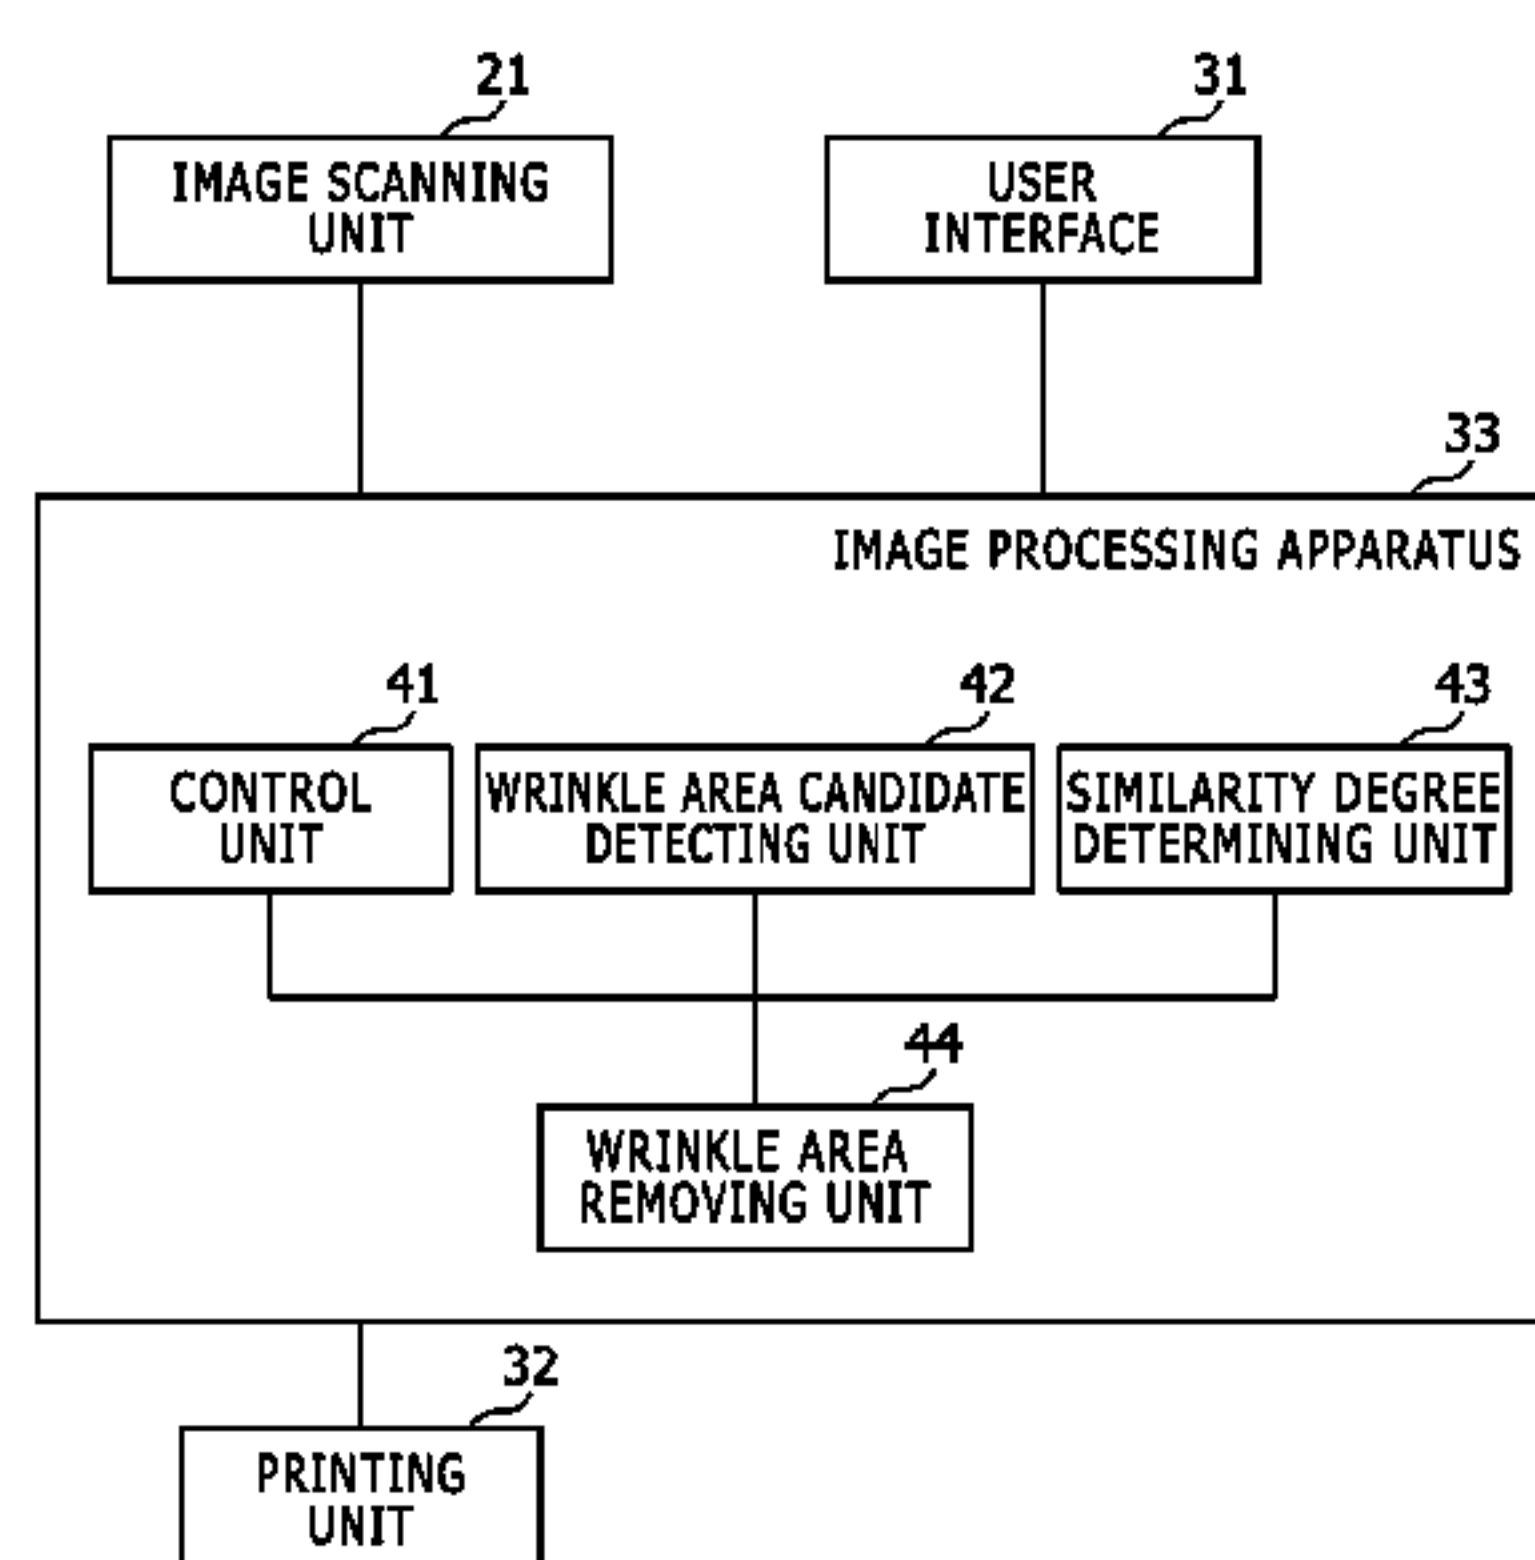 21
IMAGE SCANNING
UNIT
31
USER
INTERFACE
33
IMAGE PROCESSING APPARATUS
41
CONTROL
UNIT
42
WRINKLE AREA CANDIDATE
DETECTING UNIT
43
SIMILARITY DEGREE
DETERMINING UNIT
44
WRINKLE AREA
REMOVING UNIT
32
PRINTING
UNIT